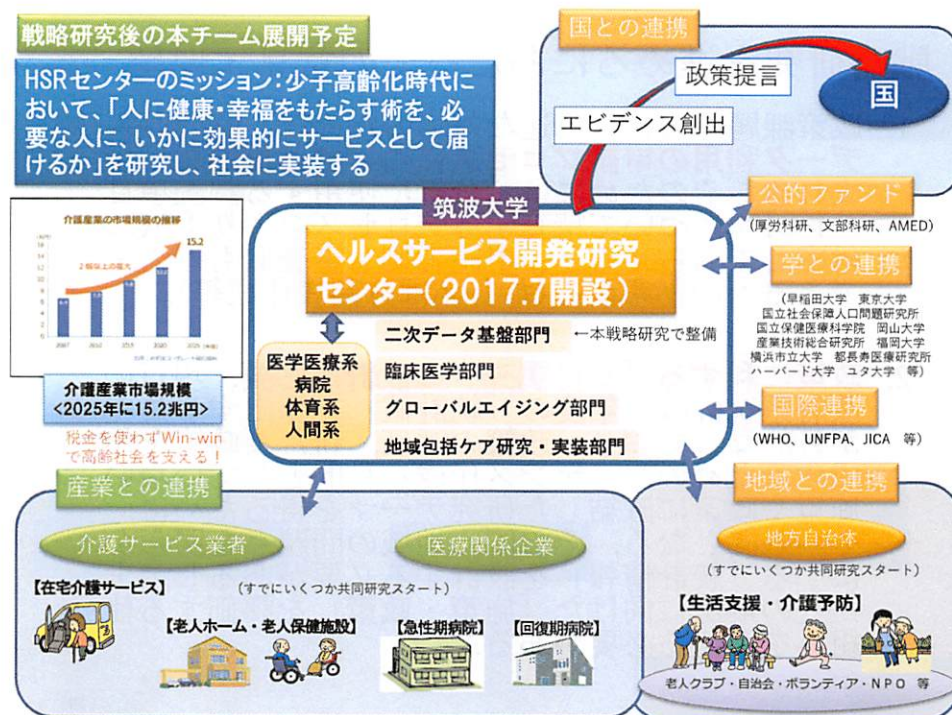 戦略研究後の本チーム展開予定
HSRセンターのミッション:少子高齢化時代に
おいて、「人に健康・幸福をもたらす術を、必
要な人に、いかに効果的にサービスとして届
けるか」を研究し、社会に実装する
国との連携
政策提言
国
エビデンス創出
介護産業の市場規模の推移
15.2
16
14
12
10
8
6
4
2
0
2007
2025
介護産業市場規模
<2025年に15.2兆円>
税金を使わずWin-win
で高齢社会を支える!
筑波大学
ヘルスサービス開発研究
センター(2017.7開設)
二次データ基盤部門 ←本戦略研究で整備
臨床医学部門
グローバルエイジング部門
地域包括ケア研究・実装部門
医学医療系
病院
体育系
人間系
公的ファンド
(厚労科研、文部科研、AMED)
学との連携
(早稲田大学 東京大学
国立社会保障人口問題研究所
国立保健医療科学院 岡山大学
産業技術総合研究所 福岡大学
横浜市立大学 都長寿医療研究所
ハーバード大学 ユタ大学 等)
国際連携
(WHO、UNFPA、JICA 等)
産業との連携
介護サービス業者
医療関係企業
(すでにいくつか共同研究スタート)
【在宅介護サービス】
【老人ホーム・老人保健施設】
【急性期病院】
【回復期病院】
地域との連携
地方自治体
(すでにいくつか共同研究スタート)
【生活支援・介護予防】
老人クラブ・自治会・ボランティア・NPO 等